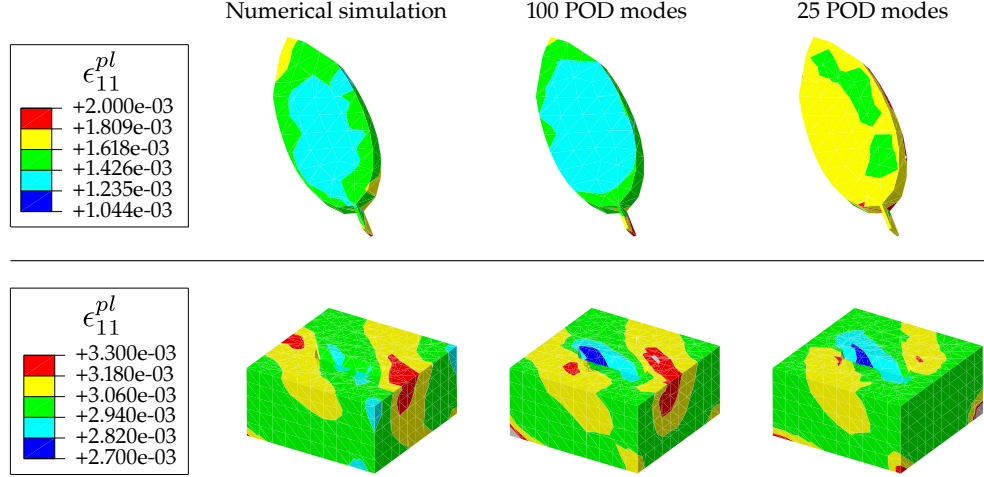 Numerical simulation 100 POD modes 25 POD modes
ϵ₁₁ᵖˡ
+2.000e-03
+1.809e-03
+1.618e-03
+1.426e-03
+1.235e-03
+1.044e-03
ϵ₁₁ᵖˡ
+3.300e-03
+3.180e-03
+3.060e-03
+2.940e-03
+2.820e-03
+2.700e-03